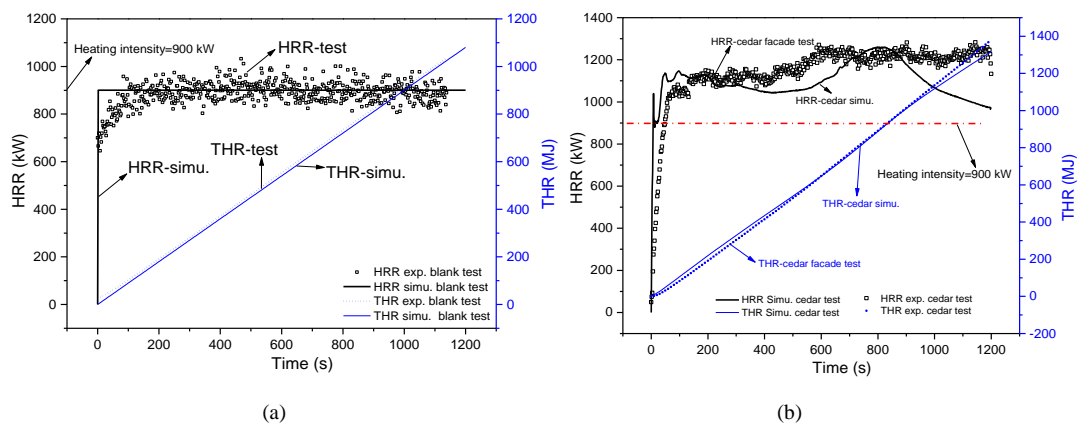 Heating intensity=900 kW
HRR-test
THR-test
THR-simu.
HRR-simu.
HRR exp. blank test
HRR simu. blank test
THR exp. blank test
THR simu. blank test
1200
1000
800
600
400
200
0
HRR (kW)
1200
1100
1000
900
800
700
600
500
400
300
200
100
0
THR (MJ)
0 200 400 600 800 1000 1200
Time (s)
(a)
HRR-cedar facade test
HRR-cedar simu.
Heating intensity=900 kW
THR-cedar simu.
THR-cedar facade test
HRR Simu. cedar test HRR exp. cedar test
THR Simu. cedar test THR exp. cedar test
1400
1200
1000
800
600
400
200
0
HRR (kW)
1400
1200
1000
800
600
400
200
0
-200
THR (MJ)
0 200 400 600 800 1000 1200
Time (s)
(b)